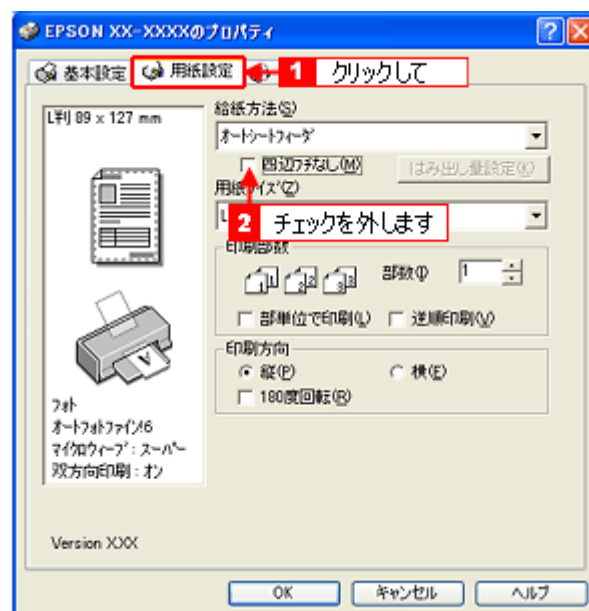 EPSON XX-XXXXのプロパティ
基本設定 用紙設定 1 クリックして
L判 89 x 127 mm
給紙方法(S)
オートシートフィーダ
四辺フチなし(M) はみ出し量設定(K)
用紙サイズ(Z)
L
2 チェックを外します
印刷部数
部数(I) 1
部単位で印刷(L) 逆順印刷(V)
印刷方向
縦(P) 横(E)
180度回転(R)
フォト
オートフォトファイン!6
マイクロウィーブ : スーパー
双方向印刷 : オン
Version XXX
OK キャンセル ヘルプ